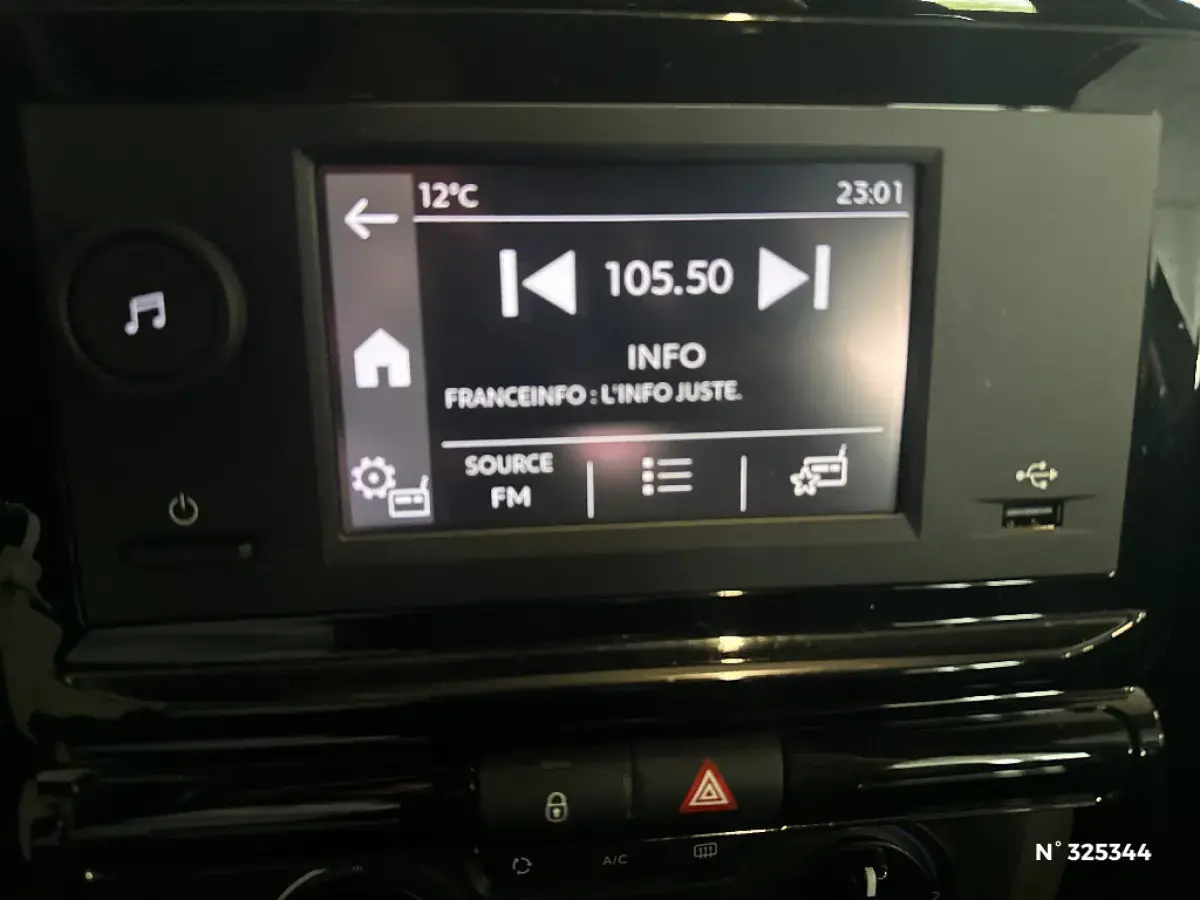 12°C 23:01
105.50
INFO
FRANCEINFO : L'INFO JUSTE.
SOURCE
FM
A/C
N° 325344